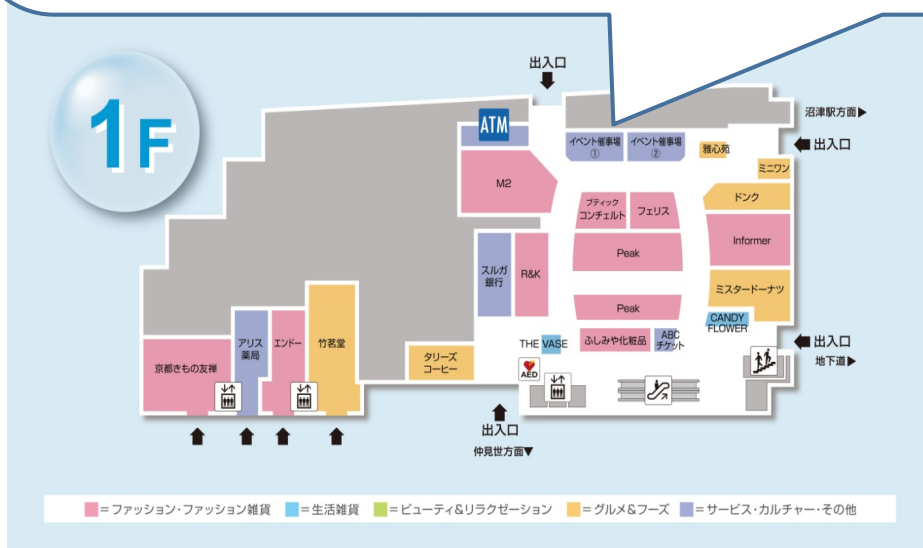 1F
出入口
沼津駅方面▶
ATM
イベント催事場
①
イベント催事場
②
雅心苑
出入口
ミニワン
M2
ドンク
ブティック
コンチェルト
フェリス
Informer
Peak
スルガ
銀行
R&K
ミスタードーナツ
Peak
CANDY
FLOWER
京都きもの友禅
アリス
薬局
エンドー
竹茗堂
タリーズ
コーヒー
THE VASE
ふしみや化粧品
ABC
チケット
出入口
地下道▶
AED
出入口
仲見世方面▼
=ファッション・ファッション雑貨 =生活雑貨 =ビューティ&リラクゼーション =グルメ&フーズ =サービス・カルチャー・その他